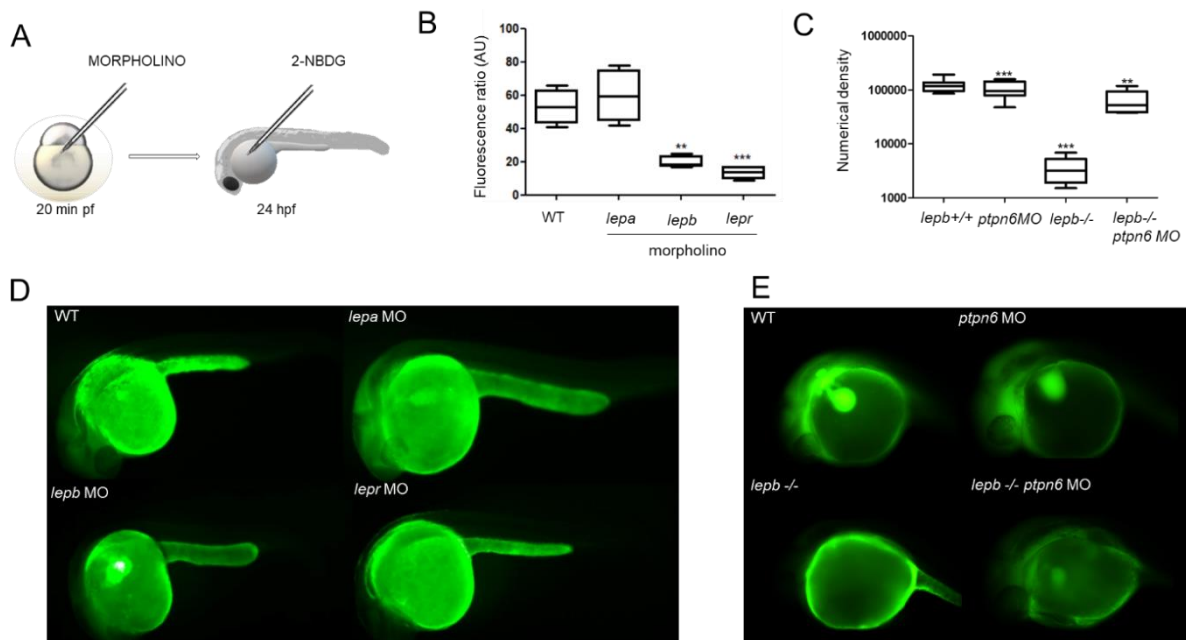 A
MORPHOLINO
2-NBDG
20 min pf
24 hpf
B
Fluorescence ratio (AU)
100
80
60
40
20
0
**
***
WT
lepa
lepb
lepr
morpholino
C
Numerical density
1000000
100000
10000
1000
***
***
**
lepb+/+
ptpn6MO
lepb-/-
lepb-/-
ptpn6 MO
D
WT
lepa MO
lepb MO
lepr MO
E
WT
ptpn6 MO
lepb -/-
lepb -/- ptpn6 MO